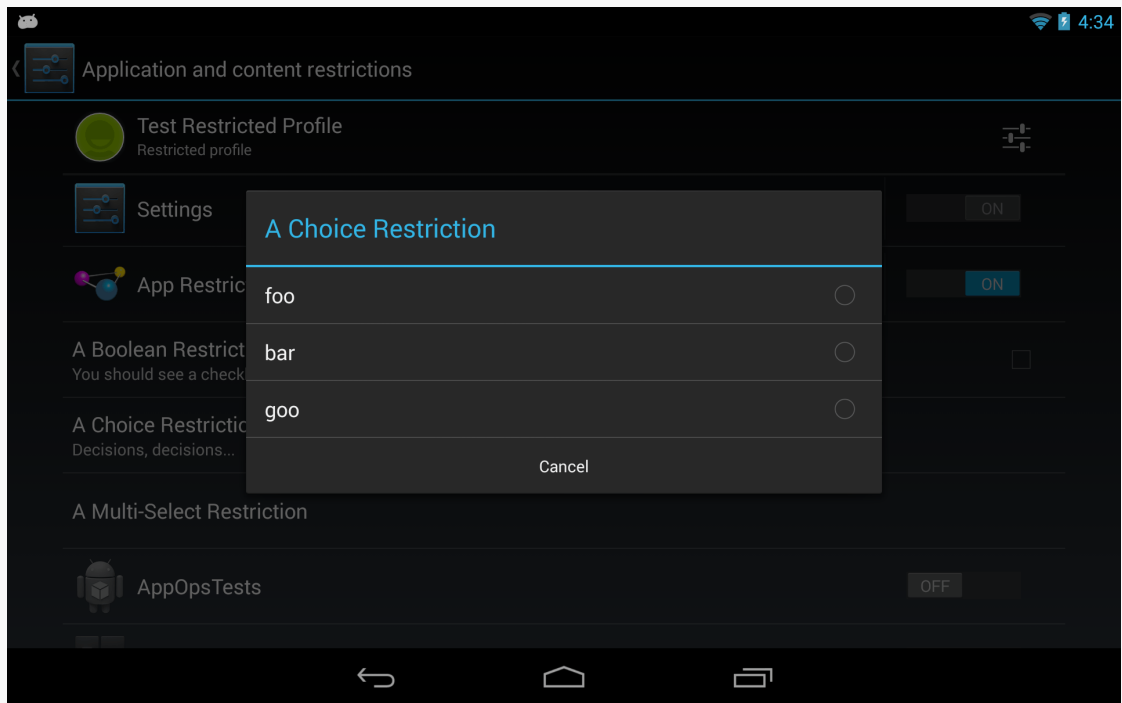 4:34
Application and content restrictions
Test Restricted Profile
Restricted profile
Settings
ON
App Restric
ON
A Boolean Restrict
You should see a check
A Choice Restrictio
Decisions, decisions...
A Multi-Select Restriction
AppOpsTests
OFF
A Choice Restriction
foo
bar
goo
Cancel